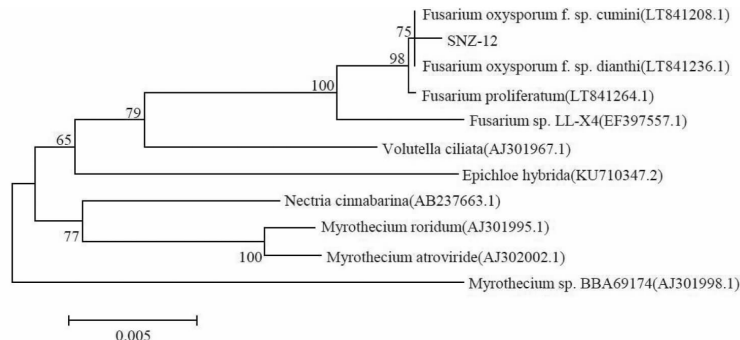 Fusarium oxysporum f. sp. cumini(LT841208.1)
75
SNZ-12
98
Fusarium oxysporum f. sp. dianthi(LT841236.1)
100
Fusarium proliferatum(LT841264.1)
79
Fusarium sp. LL-X4(EF397557.1)
65
Volutella ciliata(AJ301967.1)
Epichloe hybrida(KU710347.2)
Nectria cinnabarina(AB237663.1)
Myrothecium roridum(AJ301995.1)
77
100
Myrothecium atroviride(AJ302002.1)
Myrothecium sp. BBA69174(AJ301998.1)
0.005